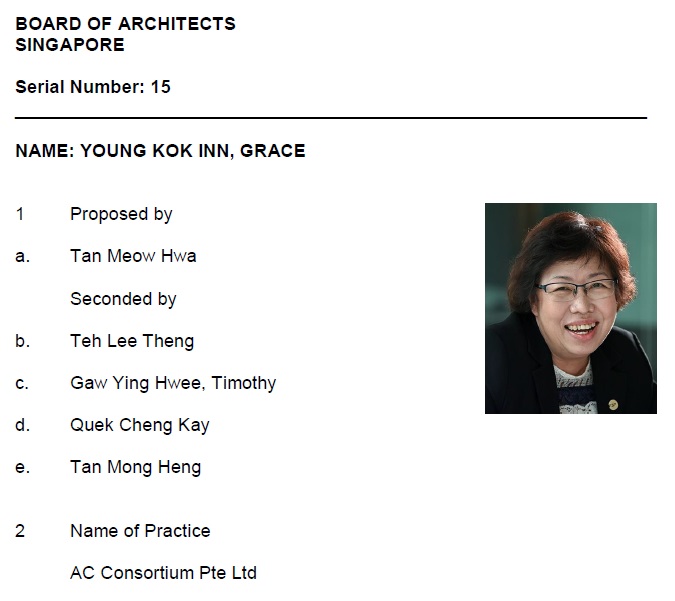 BOARD OF ARCHITECTS
SINGAPORE
Serial Number: 15
NAME: YOUNG KOK INN, GRACE
1 Proposed by
a. Tan Meow Hwa
Seconded by
b. Teh Lee Theng
c. Gaw Ying Hwee, Timothy
d. Quek Cheng Kay
e. Tan Mong Heng
2 Name of Practice
AC Consortium Pte Ltd